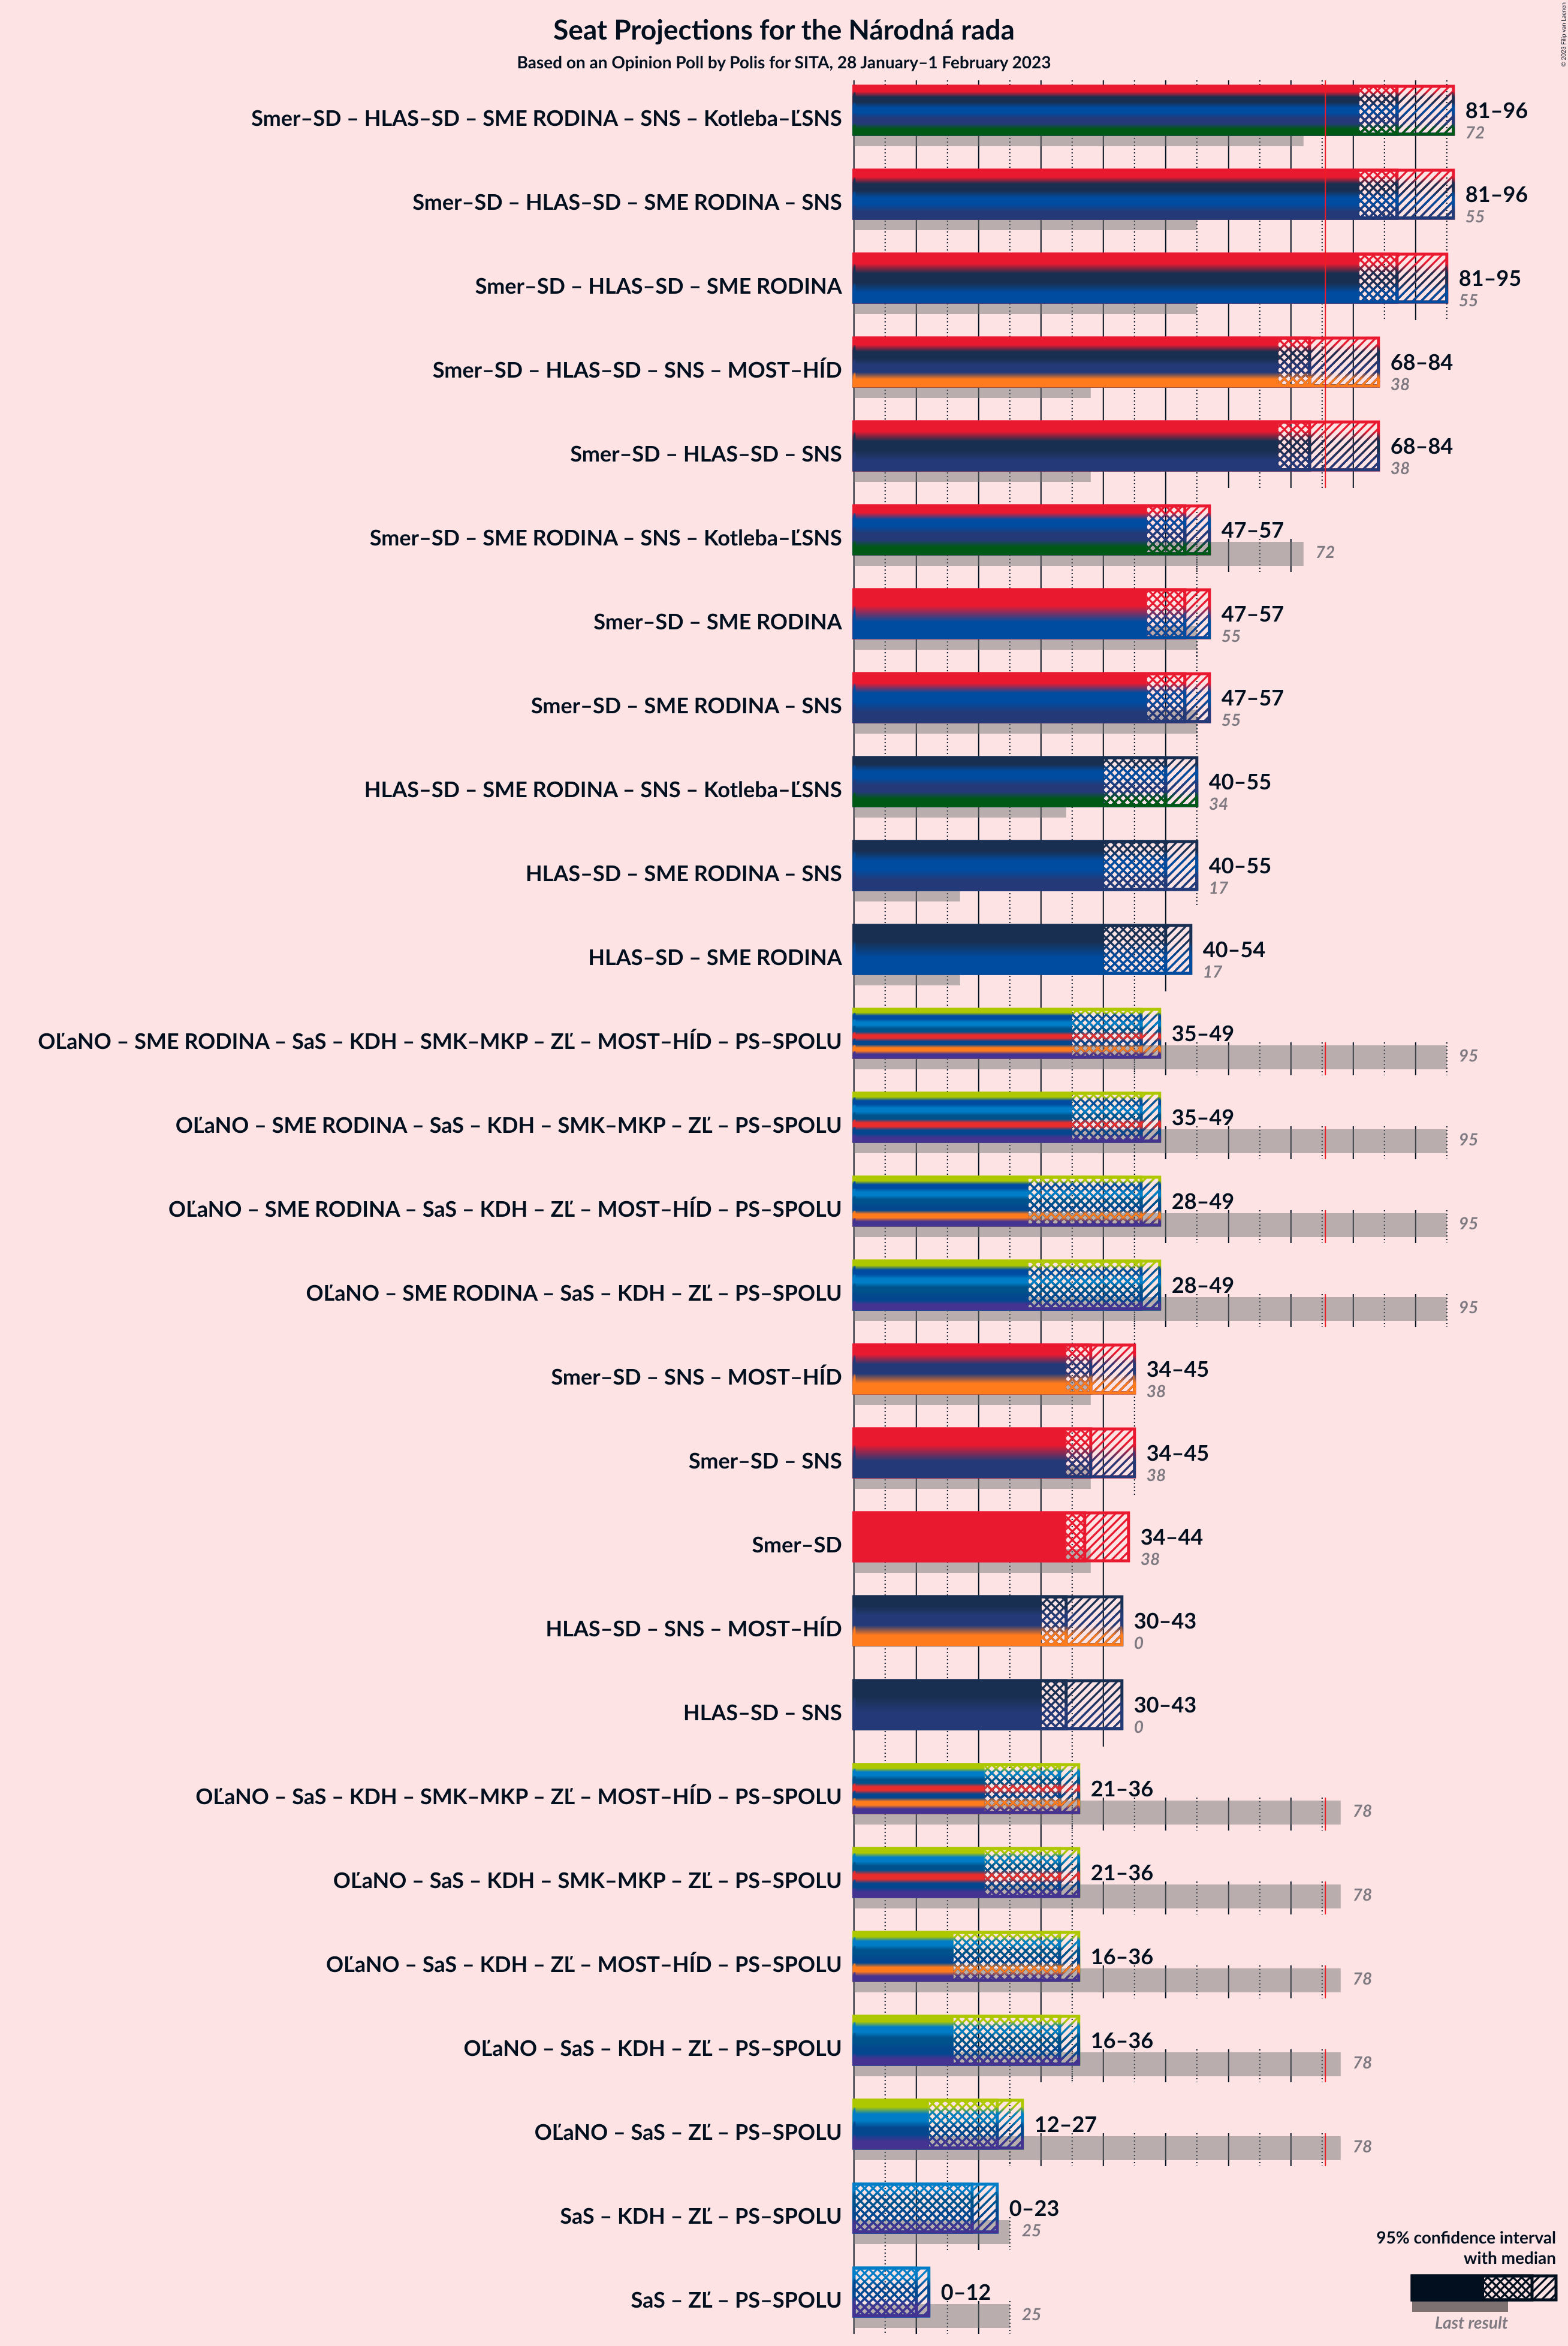 Seat Projections for the Národná rada
Based on an Opinion Poll by Polis for SITA, 28 January–1 February 2023
© 2023 Filip van Laenen
Smer–SD – HLAS–SD – SME RODINA – SNS – Kotleba–ĽSNS
81–96
72
Smer–SD – HLAS–SD – SME RODINA – SNS
81–96
55
Smer–SD – HLAS–SD – SME RODINA
81–95
55
Smer–SD – HLAS–SD – SNS – MOST–HÍD
68–84
38
Smer–SD – HLAS–SD – SNS
68–84
38
Smer–SD – SME RODINA – SNS – Kotleba–ĽSNS
47–57
72
Smer–SD – SME RODINA
47–57
55
Smer–SD – SME RODINA – SNS
47–57
55
HLAS–SD – SME RODINA – SNS – Kotleba–ĽSNS
40–55
34
HLAS–SD – SME RODINA – SNS
40–55
17
HLAS–SD – SME RODINA
40–54
17
OĽaNO – SME RODINA – SaS – KDH – SMK–MKP – ZĽ – MOST–HÍD – PS–SPOLU
35–49
95
OĽaNO – SME RODINA – SaS – KDH – SMK–MKP – ZĽ – PS–SPOLU
35–49
95
OĽaNO – SME RODINA – SaS – KDH – ZĽ – MOST–HÍD – PS–SPOLU
28–49
95
OĽaNO – SME RODINA – SaS – KDH – ZĽ – PS–SPOLU
28–49
95
Smer–SD – SNS – MOST–HÍD
34–45
38
Smer–SD – SNS
34–45
38
Smer–SD
34–44
38
HLAS–SD – SNS – MOST–HÍD
30–43
0
HLAS–SD – SNS
30–43
0
OĽaNO – SaS – KDH – SMK–MKP – ZĽ – MOST–HÍD – PS–SPOLU
21–36
78
OĽaNO – SaS – KDH – SMK–MKP – ZĽ – PS–SPOLU
21–36
78
OĽaNO – SaS – KDH – ZĽ – MOST–HÍD – PS–SPOLU
16–36
78
OĽaNO – SaS – KDH – ZĽ – PS–SPOLU
16–36
78
OĽaNO – SaS – ZĽ – PS–SPOLU
12–27
78
SaS – KDH – ZĽ – PS–SPOLU
0–23
25
SaS – ZĽ – PS–SPOLU
0–12
25
95% confidence interval
with median
Last result